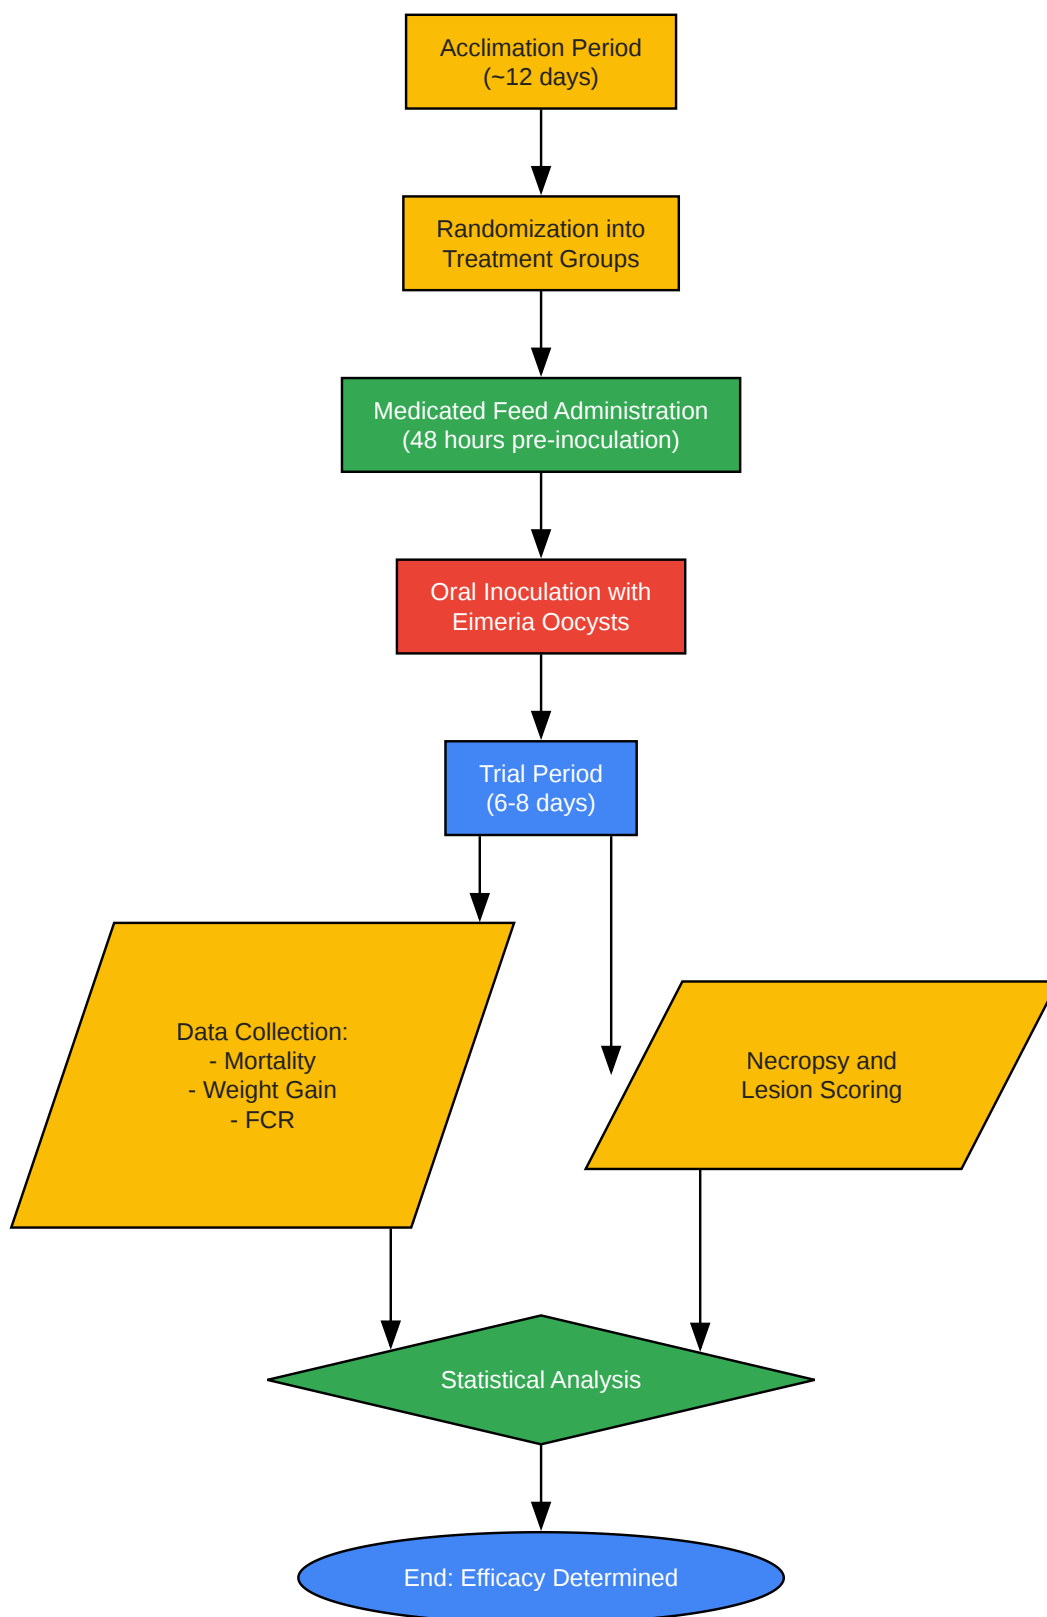 Acclimation Period
(~12 days)
Randomization into
Treatment Groups
Medicated Feed Administration
(48 hours pre-inoculation)
Oral Inoculation with
Eimeria Oocysts
Trial Period
(6-8 days)
Data Collection:
- Mortality
- Weight Gain
- FCR
Necropsy and
Lesion Scoring
Statistical Analysis
End: Efficacy Determined